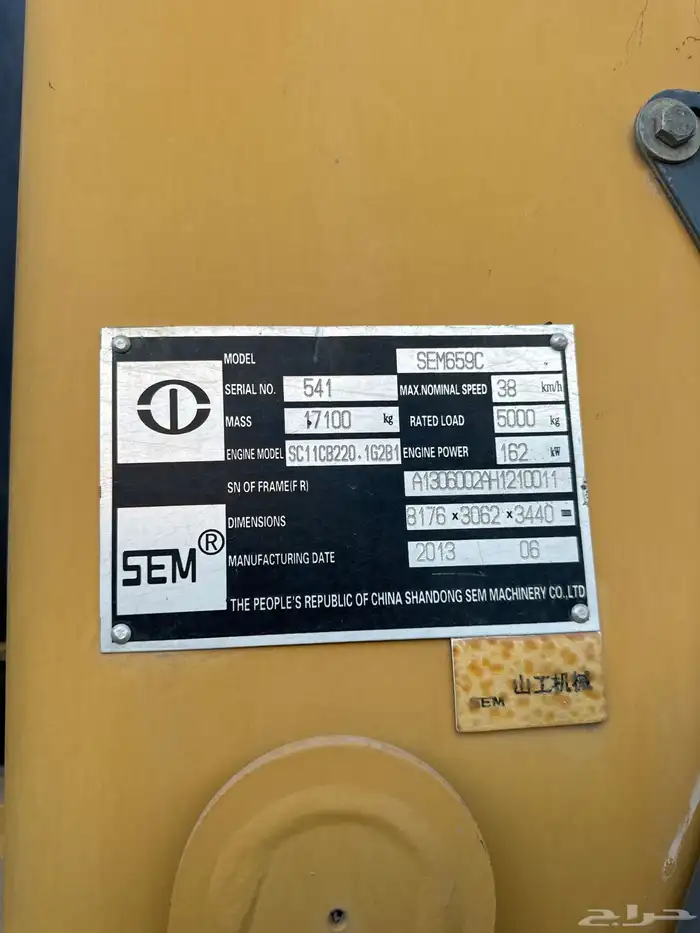 MODEL SEM659C
SERIAL NO. 541 MAX.NOMINAL SPEED 38 km/h
MASS 17100 kg RATED LOAD 5000 kg
ENGINE MODEL SC11CB220.1G2B1 ENGINE POWER 162 kW
SN OF FRAME(F R) A1306002AH1210011
DIMENSIONS 8176 × 3062 × 3440
SEM®
MANUFACTURING DATE 2013 06
THE PEOPLE'S REPUBLIC OF CHINA SHANDONG SEM MACHINERY CO.,LTD
SEM 山工机械
حراج